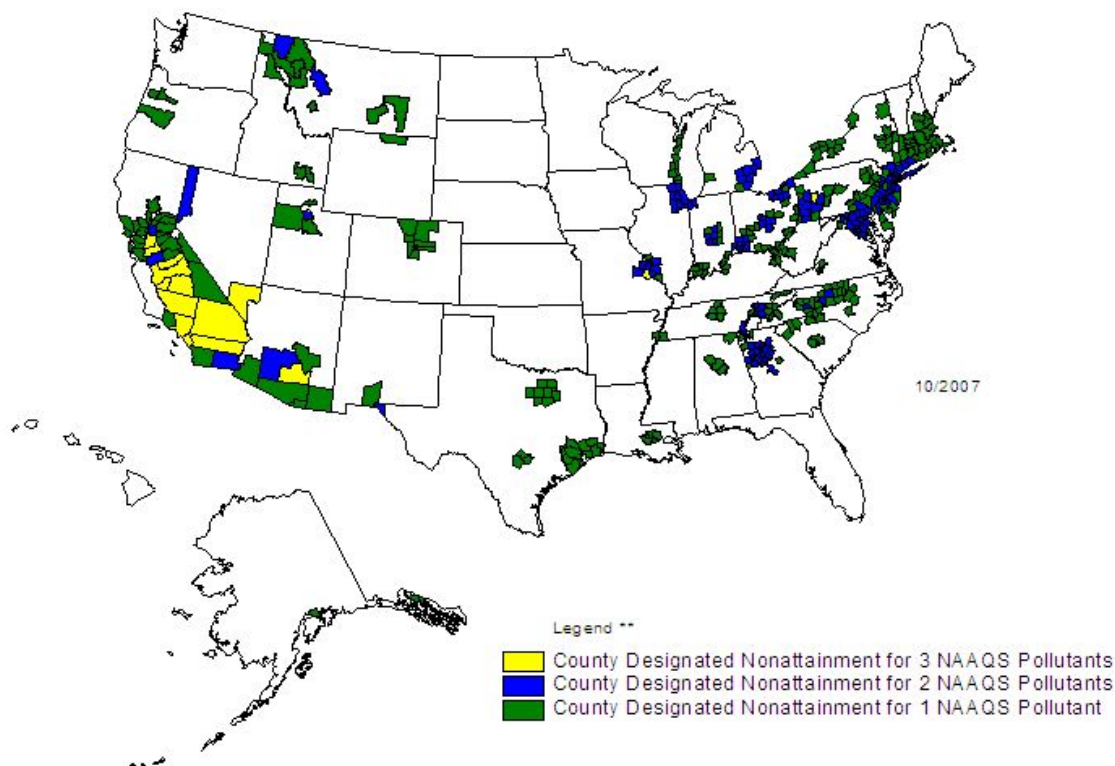 10/2007
Legend **
County Designated Nonattainment for 3 NAAQS Pollutants
County Designated Nonattainment for 2 NAAQS Pollutants
County Designated Nonattainment for 1 NAAQS Pollutant